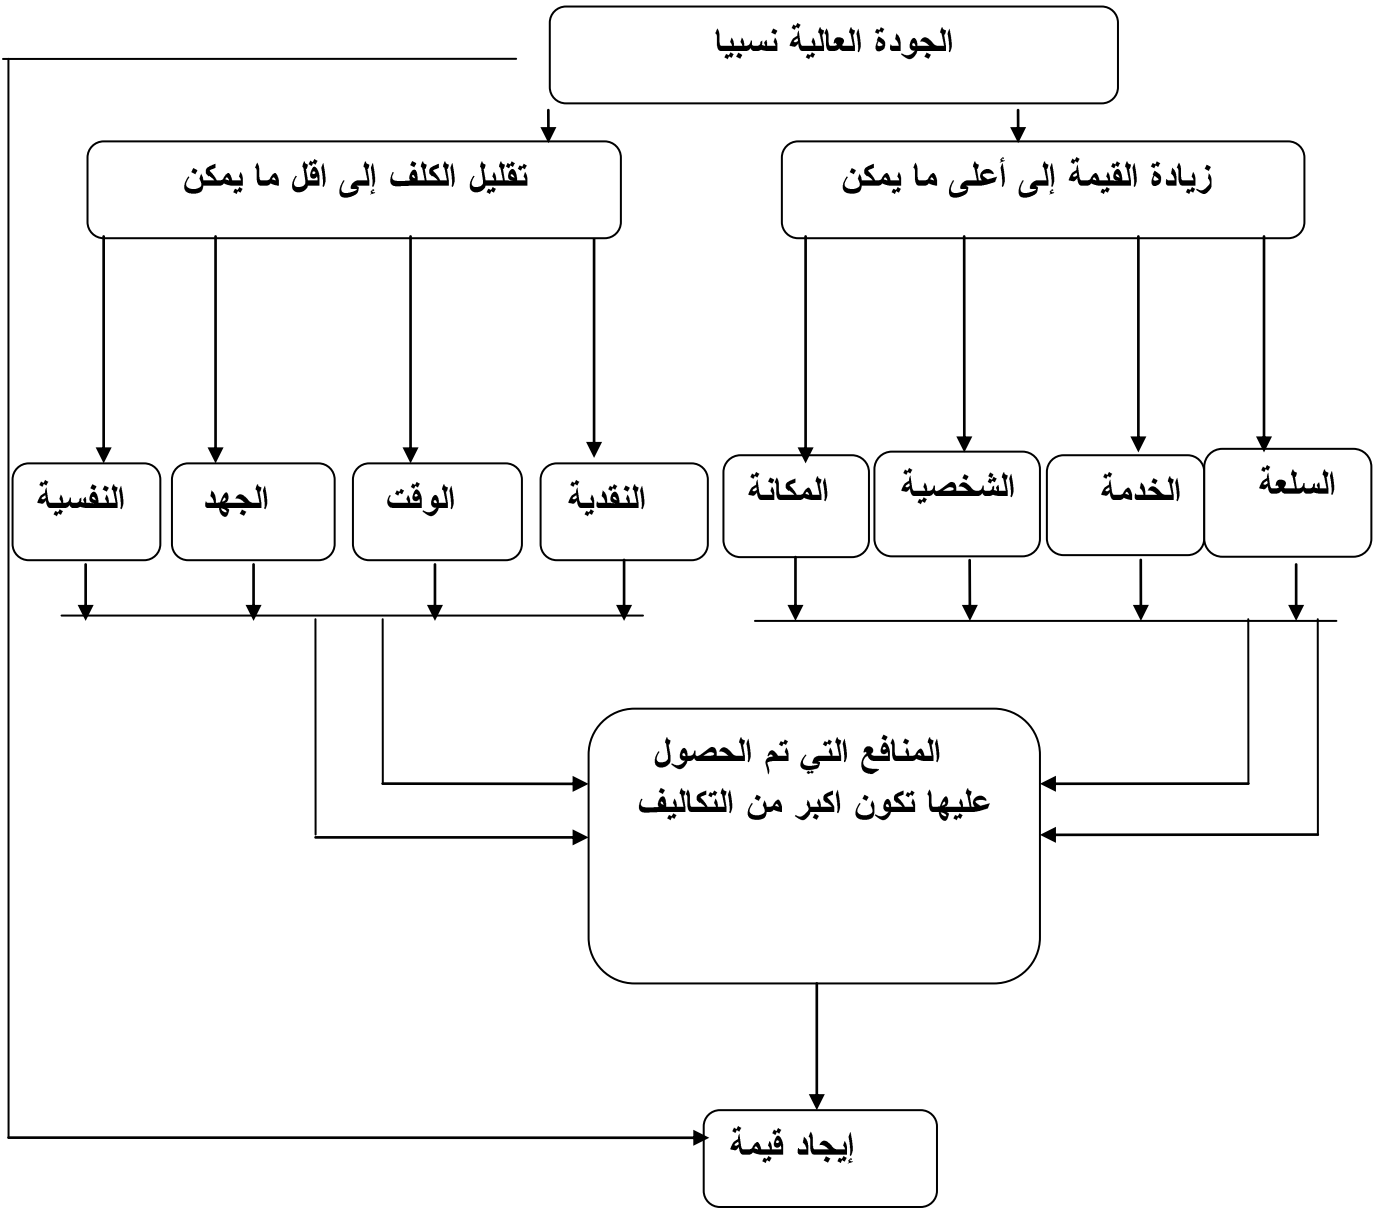 الجودة العالية نسبيا
زيادة القيمة إلى أعلى ما يمكن
تقليل الكلف إلى اقل ما يمكن
السلعة
الخدمة
الشخصية
المكانة
النقدية
الوقت
الجهد
النفسية
المنافع التي تم الحصول
عليها تكون اكبر من التكاليف
إيجاد قيمة